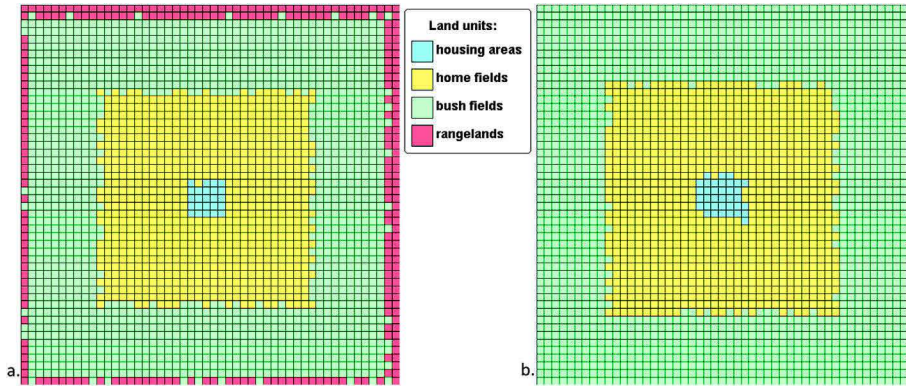 Land units:
housing areas
home fields
bush fields
rangelands
a.
b.